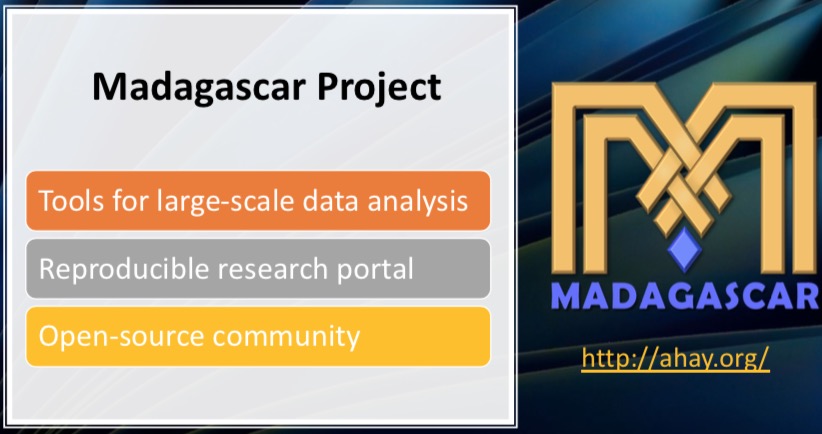 Madagascar Project
Tools for large-scale data analysis
Reproducible research portal
Open-source community
MADAGASCAR
http://ahay.org/